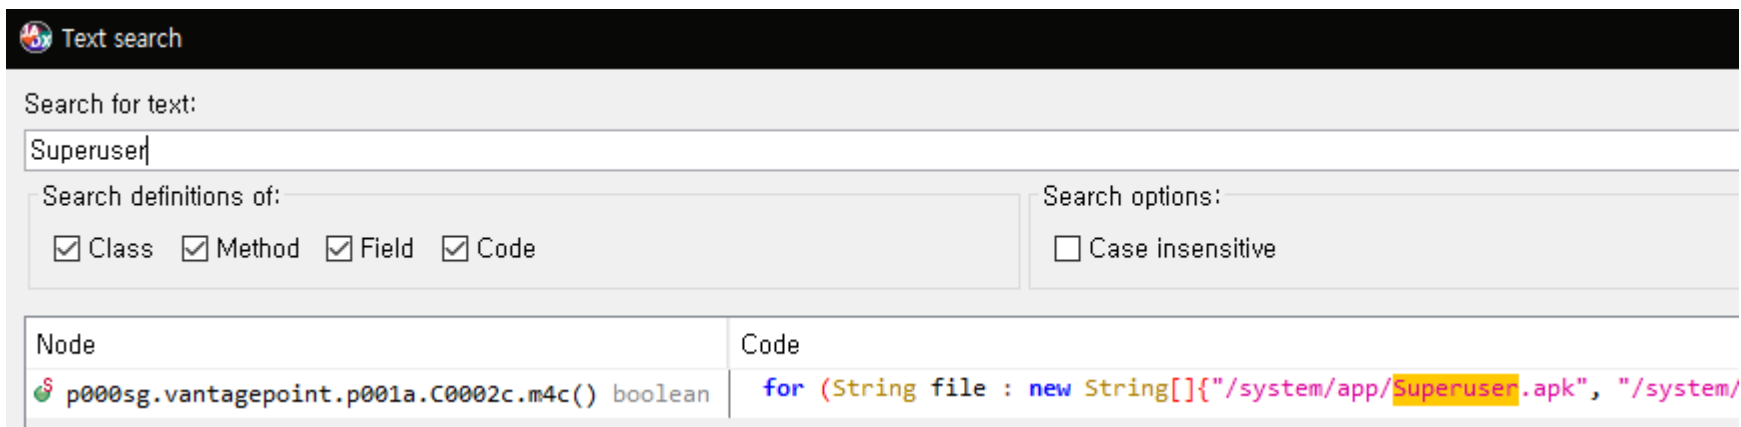 Text search
Search for text:
Superuser
Search definitions of:
Search options:
Class Method Field Code
Case insensitive
Node Code
p000sg.vantagepoint.p001a.C0002c.m4c() boolean for (String file : new String[]{"/system/app/Superuser.apk", "/system/